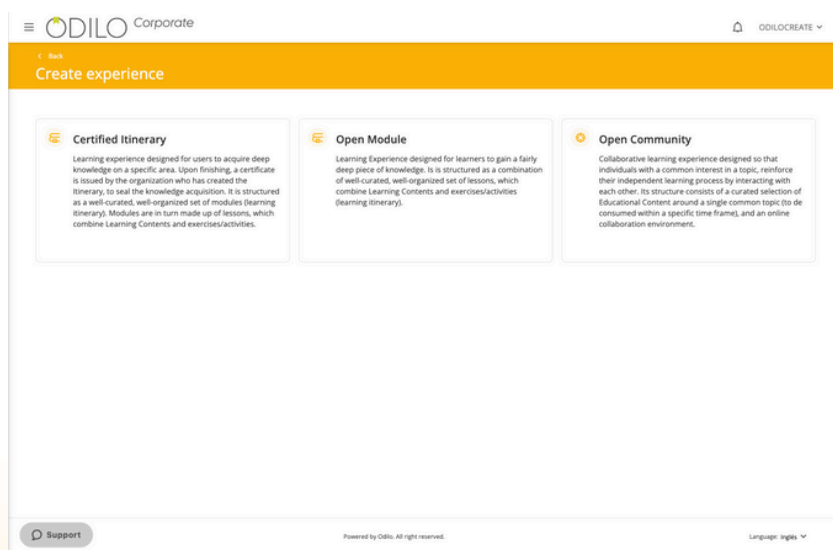 ODILO Corporate
ODILOCREATE
Back
Create experience
Certified Itinerary
Learning experience designed for users to acquire deep
knowledge on a specific area. Upon finishing, a certificate
is issued by the organization who has created the
Itinerary, to seal the knowledge acquisition. It is structured
as a well-curated, well-organized set of modules (learning
itinerary). Modules are in turn made up of lessons, which
combine Learning Contents and exercises/activities.
Open Module
Learning Experience designed for learners to gain a fairly
deep piece of knowledge. Is is structured as a combination
of well-curated, well-organized set of lessons, which
combine Learning Contents and exercises/activities
(learning itinerary).
Open Community
Collaborative learning experience designed so that
individuals with a common interest in a topic, reinforce
their independent learning process by interacting with
each other. Its structure consists of a curated selection of
Educational Content around a single common topic (to de
consumed within a specific time frame), and an online
collaboration environment.
Support
Powered by Odilo. All right reserved.
Language: Inglés